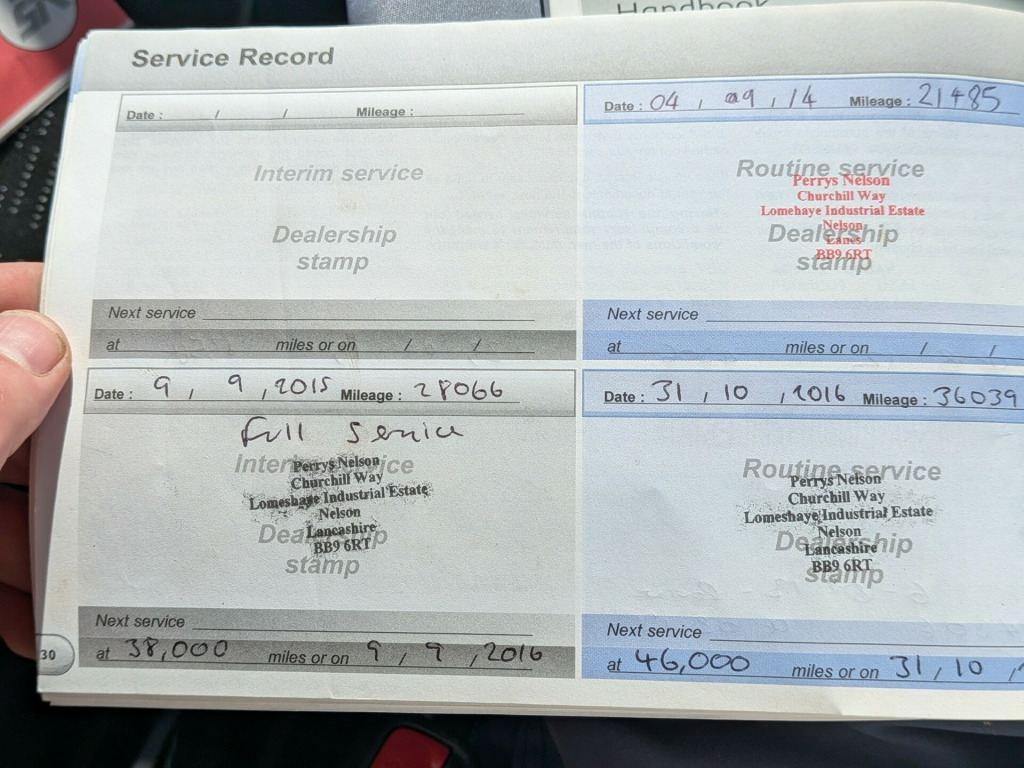 Handbook
Service Record
Date : / / Mileage :
Interim service
Dealership
stamp
Next service
at miles or on / /
Date : 04 , 09 , 14 Mileage : 21485
Routine service
Perrys Nelson
Churchill Way
Lomehaye Industrial Estate
Nelson
Dealership
Lancs
BB9 6RT
stamp
Next service
at miles or on / /
Date : 9 , 9 , 2015 Mileage : 28066
Full Service
Interim service
Perrys Nelson
Churchill Way
Lomeshaye Industrial Estate
Nelson
Lancashire
Dealership
BB9 6RT
stamp
Next service
at 38,000 miles or on 9 , 9 , 2016
Date : 31 , 10 , 2016 Mileage : 36039
Routine service
Perrys Nelson
Churchill Way
Lomeshaye Industrial Estate
Nelson
Dealership
Lancashire
BB9 6RT
stamp
Next service
at 46,000 miles or on 31 , 10 ,
30